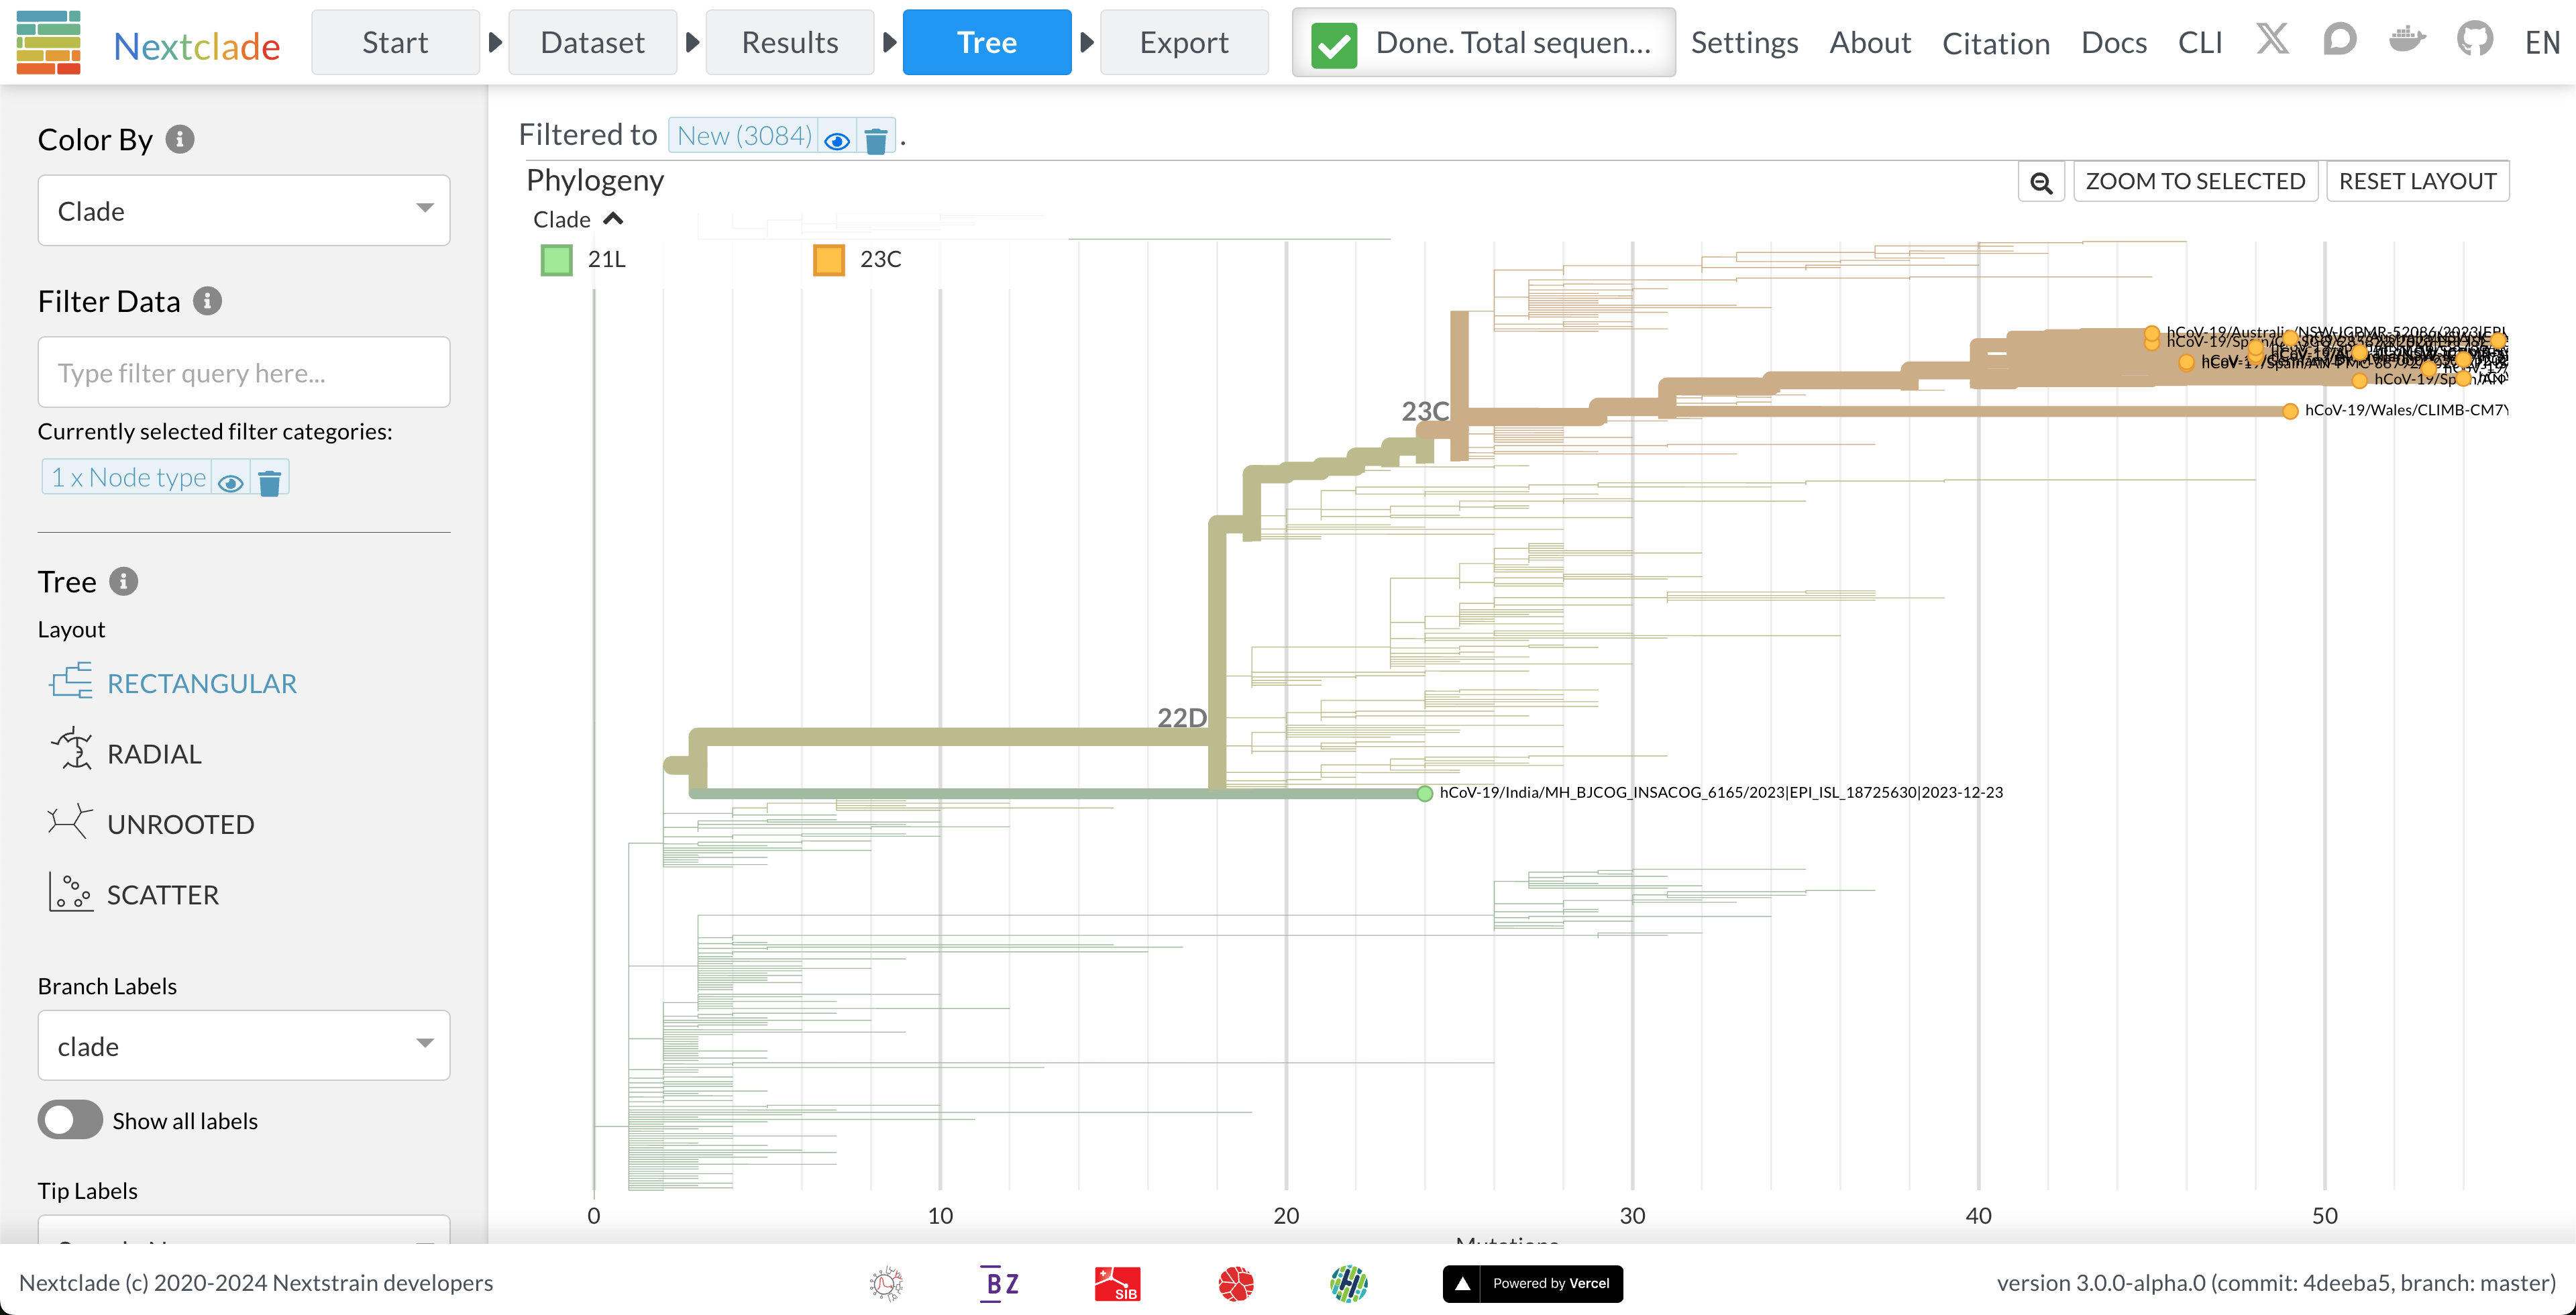 Nextclade
Start
Dataset
Results
Tree
Export
Done. Total sequen...
Settings
About
Citation
Docs
CLI
EN
Color By
Clade
Filter Data
Type filter query here...
Currently selected filter categories:
1 x Node type
Tree
Layout
RECTANGULAR
RADIAL
UNROOTED
SCATTER
Branch Labels
clade
Show all labels
Tip Labels
Filtered to New (3084) .
Phylogeny
ZOOM TO SELECTED
RESET LAYOUT
Clade
21L
23C
hCoV-19/Australia/NSW-ICPMR-52086/2023|EPI
hCoV-19/Wales/CLIMB-CM7Y
23C
22D
hCoV-19/India/MH_BJCOG_INSACOG_6165/2023|EPI_ISL_18725630|2023-12-23
0
10
20
30
40
50
Mutations
Nextclade (c) 2020-2024 Nextstrain developers
BZ
SIB
Powered by Vercel
version 3.0.0-alpha.0 (commit: 4deeba5, branch: master)